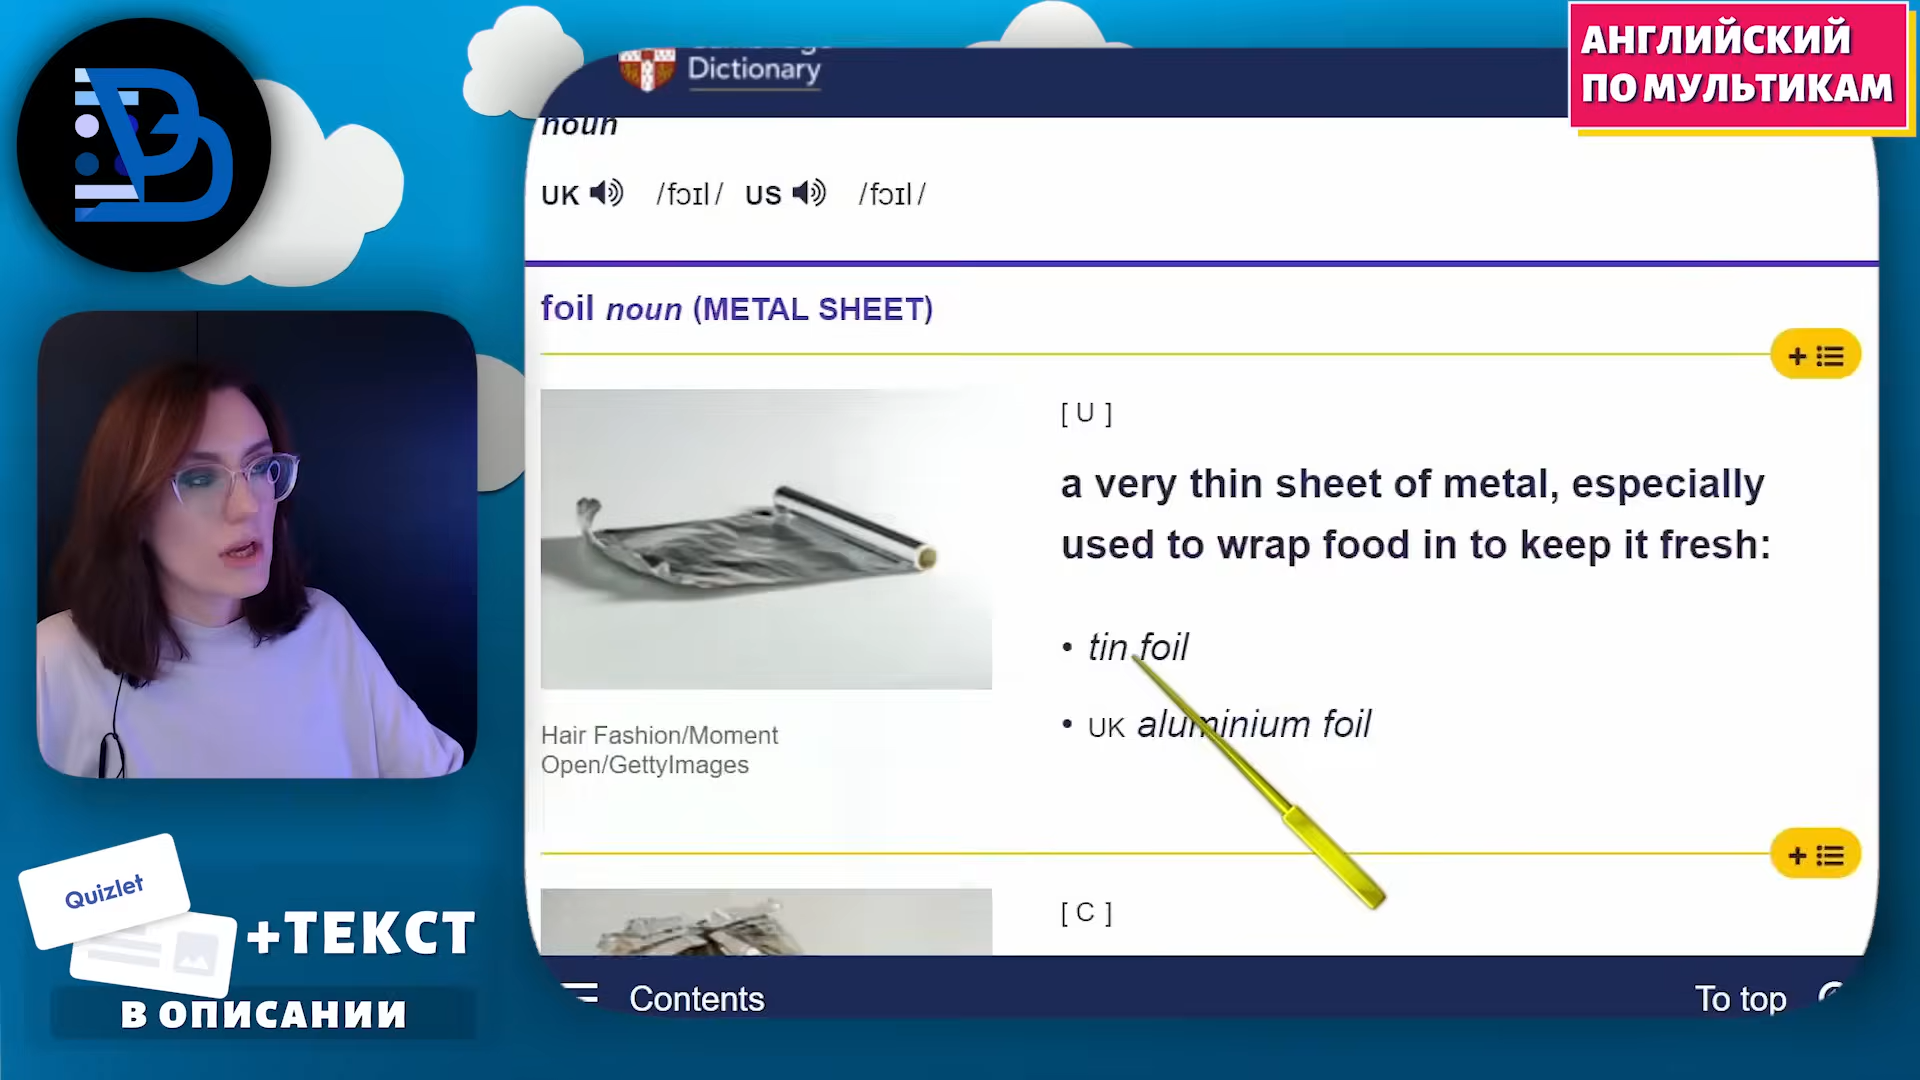 АНГЛИЙСКИЙ
ПО МУЛЬТИКАМ
Dictionary
noun
UK /fɔɪl/ US /fɔɪl/
foil noun (METAL SHEET)
[ U ]
a very thin sheet of metal, especially
used to wrap food in to keep it fresh:
• tin foil
• UK aluminium foil
Hair Fashion/Moment
Open/GettyImages
[ C ]
Contents
To top
Quizlet
+ТЕКСТ
В ОПИСАНИИ